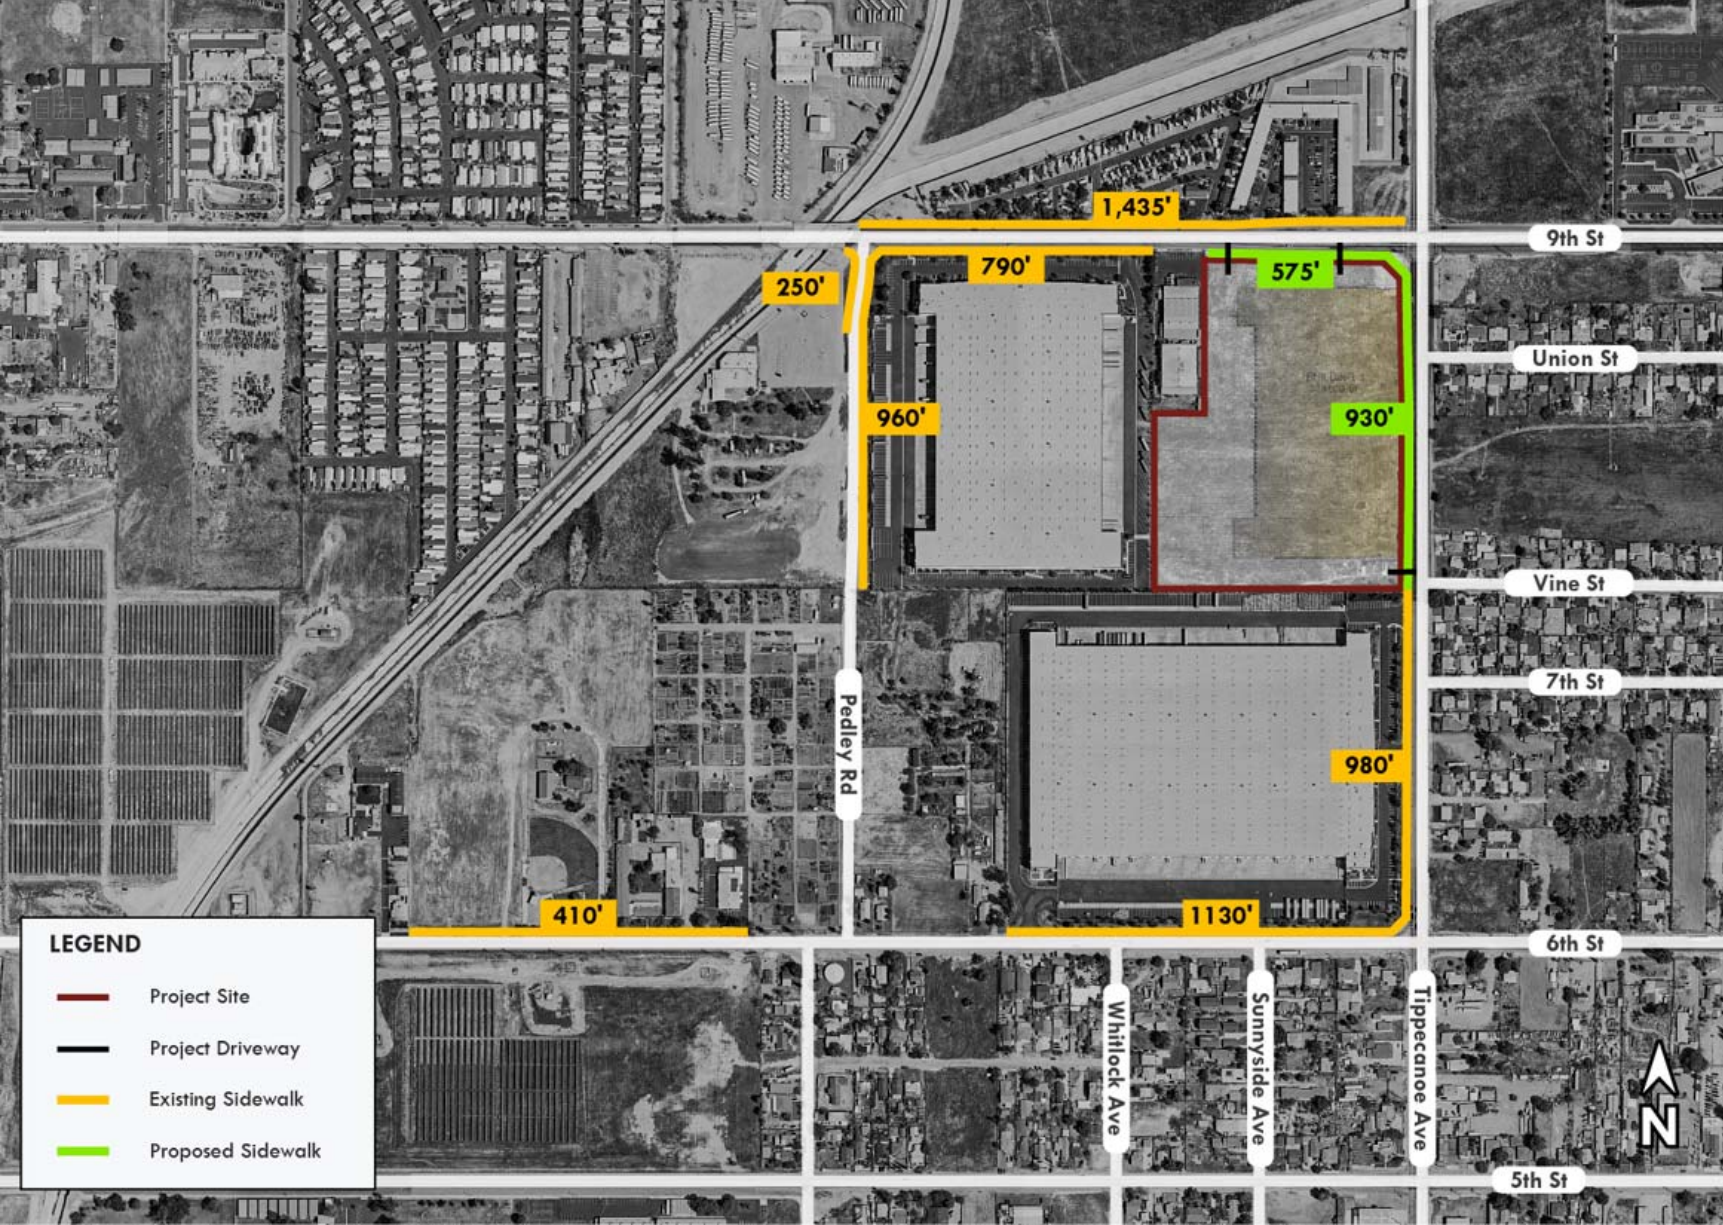 1,435'
9th St
790'
575'
250'
Union St
960'
930'
Vine St
7th St
Pedley Rd
980'
410'
1130'
6th St
LEGEND
Project Site
Project Driveway
Existing Sidewalk
Proposed Sidewalk
Whitlock Ave
Sunnyside Ave
Tippecanoe Ave
N
5th St